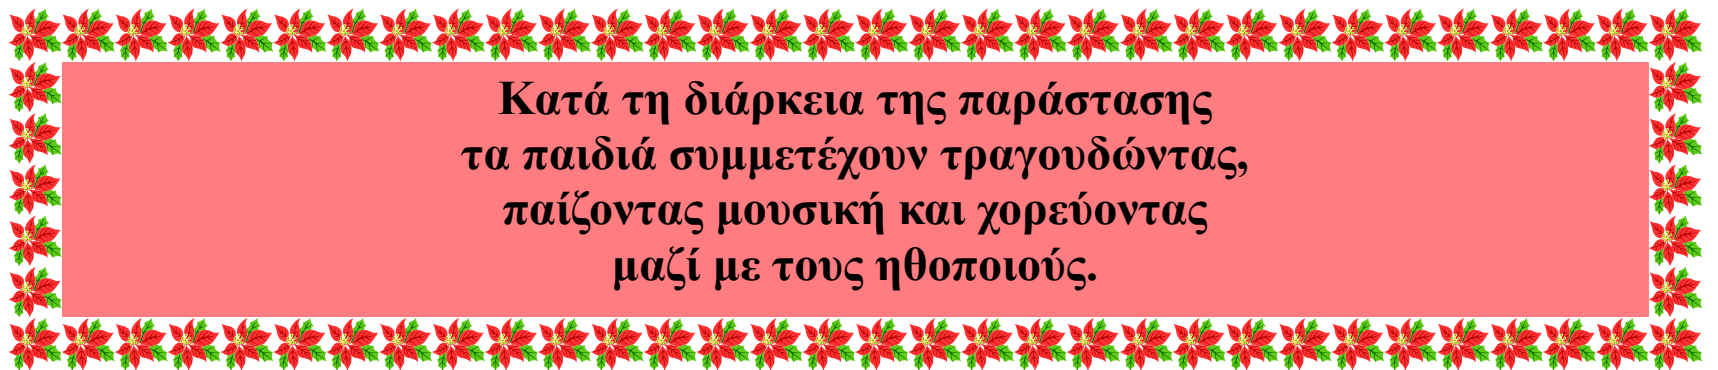 Κατά τη διάρκεια της παράστασης
τα παιδιά συμμετέχουν τραγουδώντας,
παίζοντας μουσική και χορεύοντας
μαζί με τους ηθοποιούς.